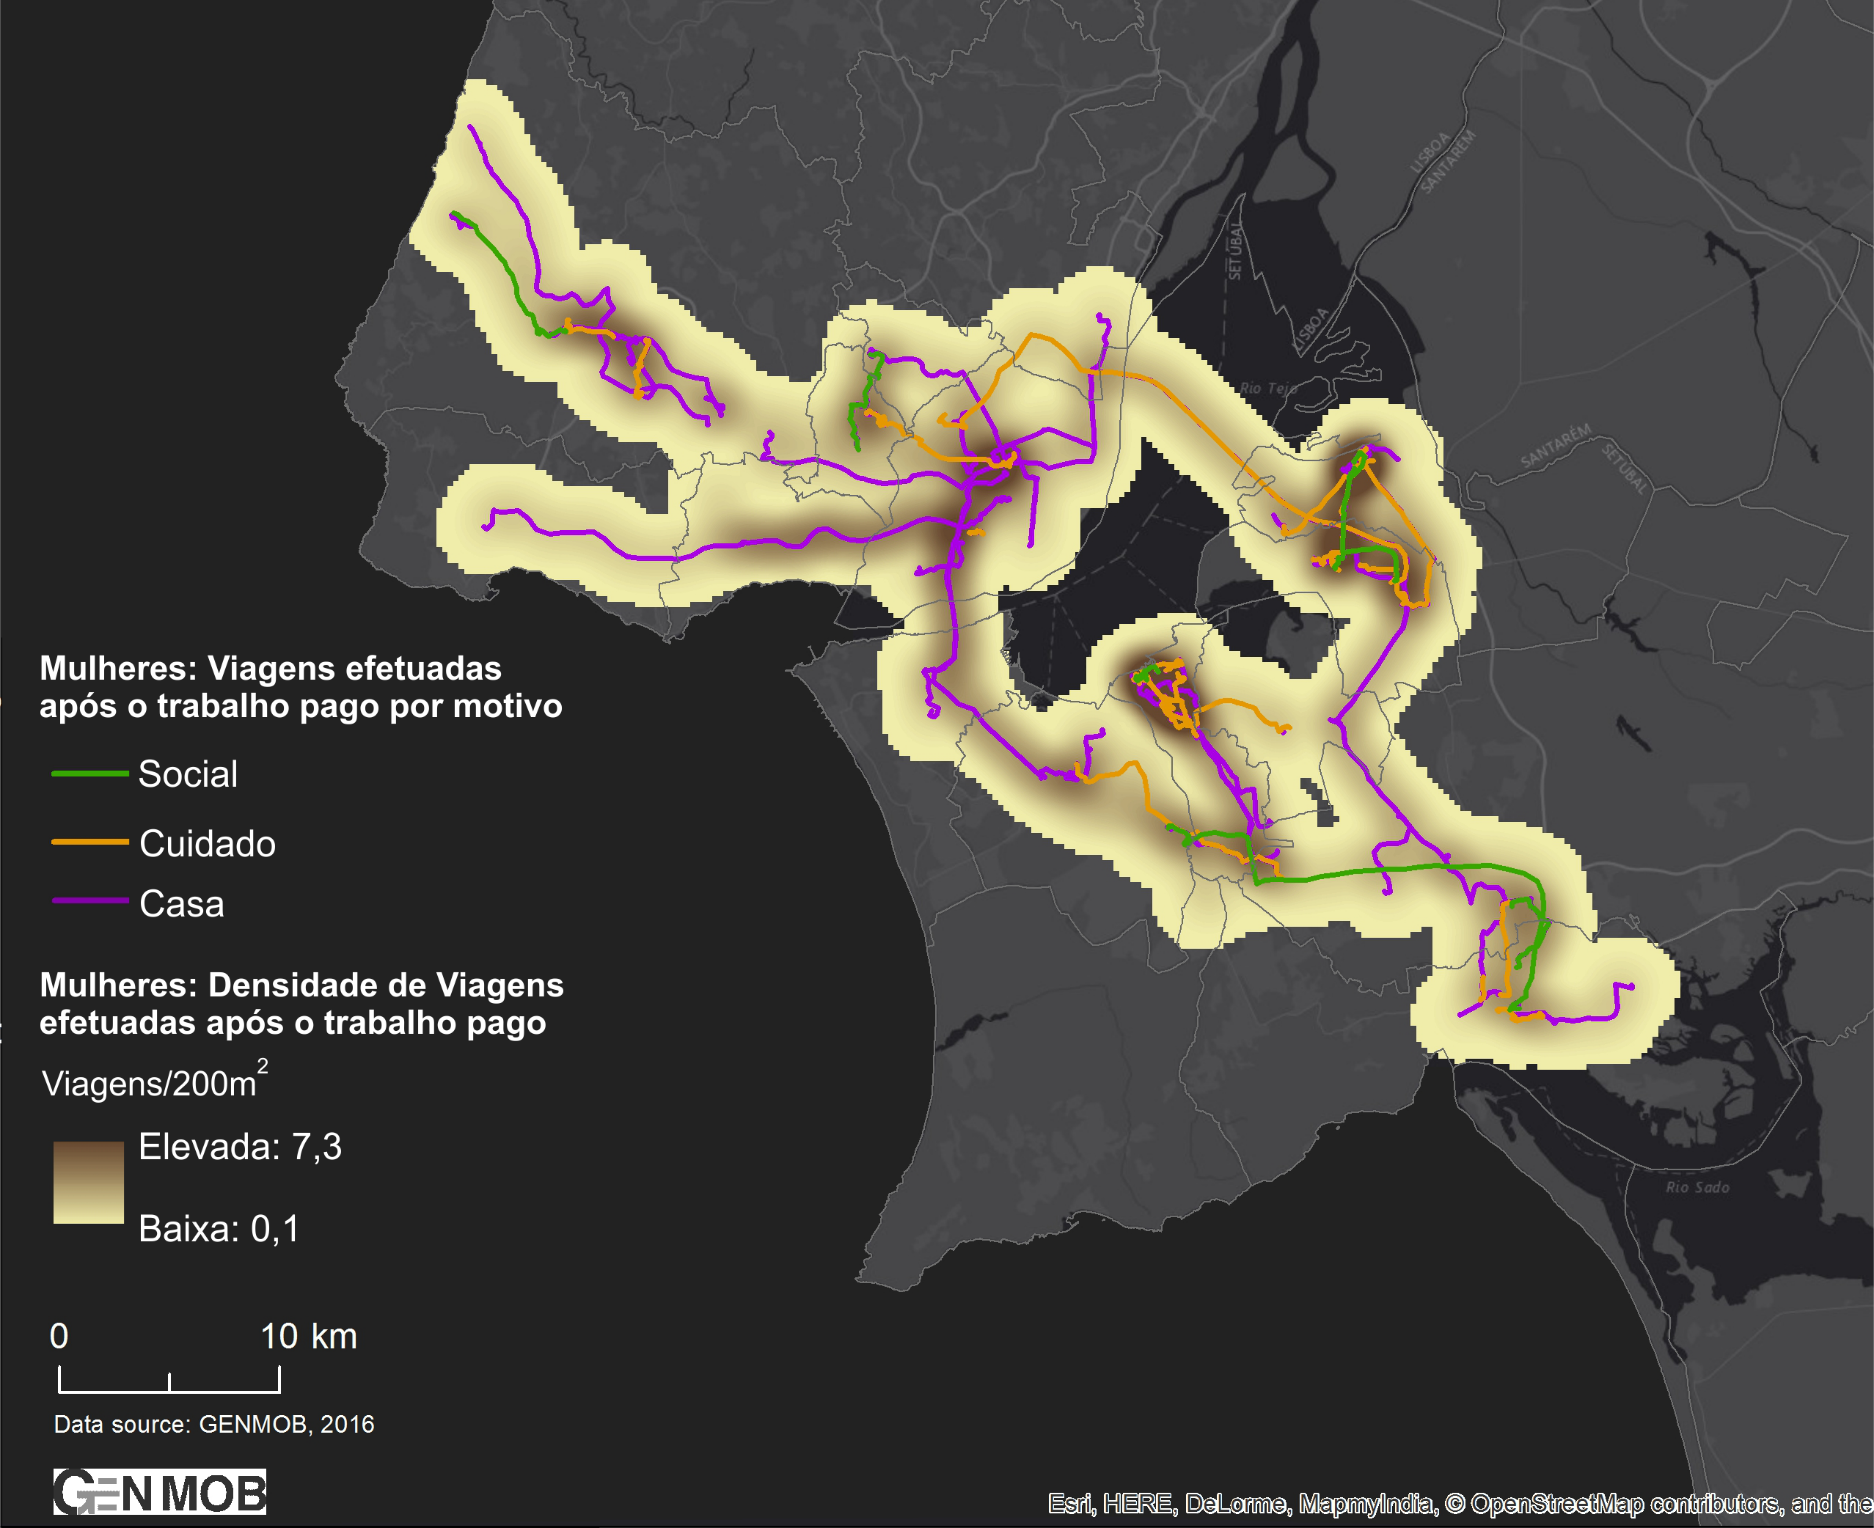 LISBOA
SANTARÉM
SETUBAL
LISBOA
Rio Tejo
SANTARÉM
SETUBAL
Mulheres: Viagens efetuadas
após o trabalho pago por motivo
Social
Cuidado
Casa
Mulheres: Densidade de Viagens
efetuadas após o trabalho pago
Viagens/200m²
Elevada: 7,3
Baixa: 0,1
Rio Sado
0 10 km
Data source: GENMOB, 2016
GENMOB
Esri, HERE, DeLorme, MapmyIndia, © OpenStreetMap contributors, and the